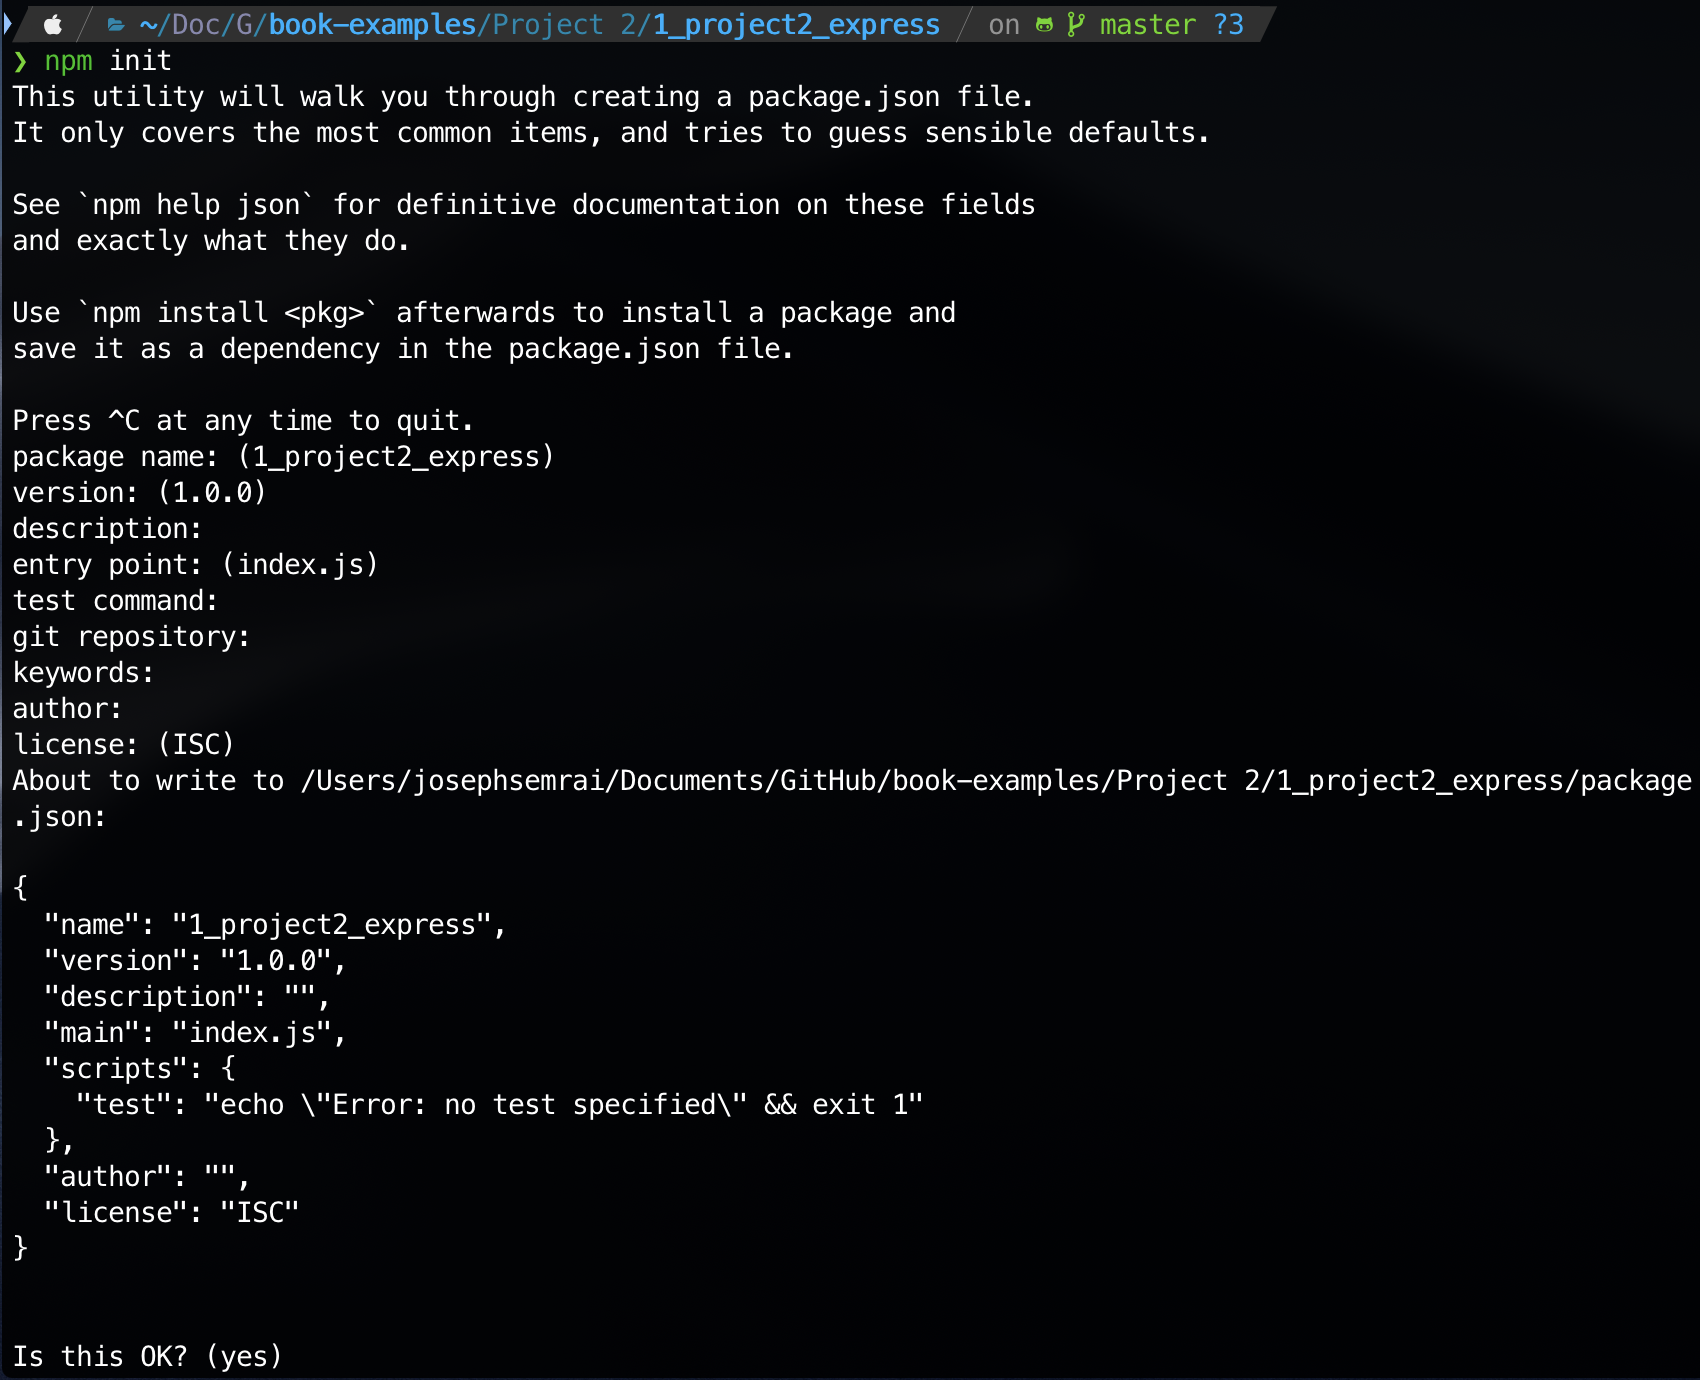 ~/Doc/G/book-examples/Project 2/1_project2_express on master ?3
❯ npm init
This utility will walk you through creating a package.json file.
It only covers the most common items, and tries to guess sensible defaults.
See `npm help json` for definitive documentation on these fields
and exactly what they do.
Use `npm install <pkg>` afterwards to install a package and
save it as a dependency in the package.json file.
Press ^C at any time to quit.
package name: (1_project2_express)
version: (1.0.0)
description:
entry point: (index.js)
test command:
git repository:
keywords:
author:
license: (ISC)
About to write to /Users/josephsemrai/Documents/GitHub/book-examples/Project 2/1_project2_express/package
.json:
{
  "name": "1_project2_express",
  "version": "1.0.0",
  "description": "",
  "main": "index.js",
  "scripts": {
    "test": "echo \"Error: no test specified\" && exit 1"
  },
  "author": "",
  "license": "ISC"
}
Is this OK? (yes)